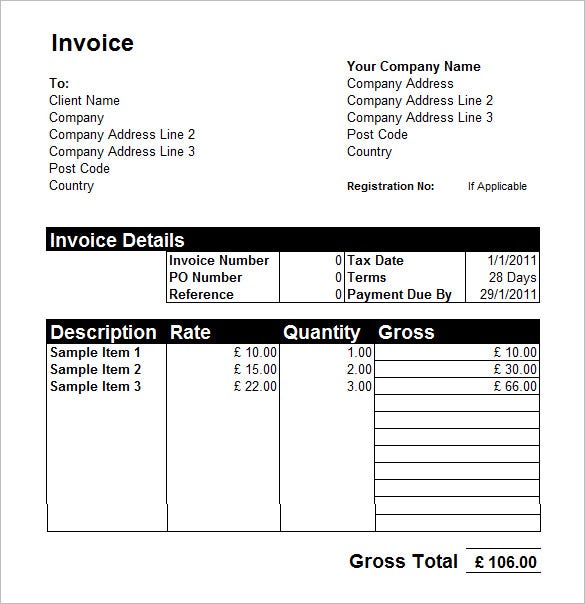 Invoice
To:
Client Name
Company
Company Address Line 2
Company Address Line 3
Post Code
Country
Your Company Name
Company Address
Company Address Line 2
Company Address Line 3
Post Code
Country
Registration No: If Applicable
Invoice Details
Invoice Number 0 Tax Date 1/1/2011
PO Number 0 Terms 28 Days
Reference 0 Payment Due By 29/1/2011
Description Rate Quantity Gross
Sample Item 1 £ 10.00 1.00 £ 10.00
Sample Item 2 £ 15.00 2.00 £ 30.00
Sample Item 3 £ 22.00 3.00 £ 66.00
Gross Total £ 106.00